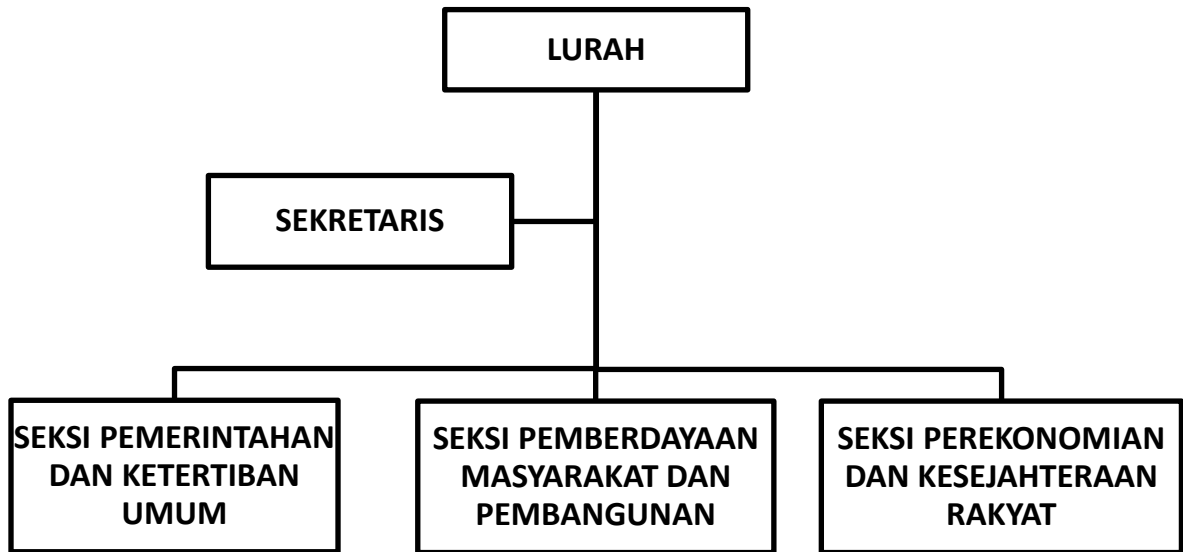 LURAH
SEKRETARIS
SEKSI PEMERINTAHAN
DAN KETERTIBAN
UMUM
SEKSI PEMBERDAYAAN
MASYARAKAT DAN
PEMBANGUNAN
SEKSI PEREKONOMIAN
DAN KESEJAHTERAAN
RAKYAT